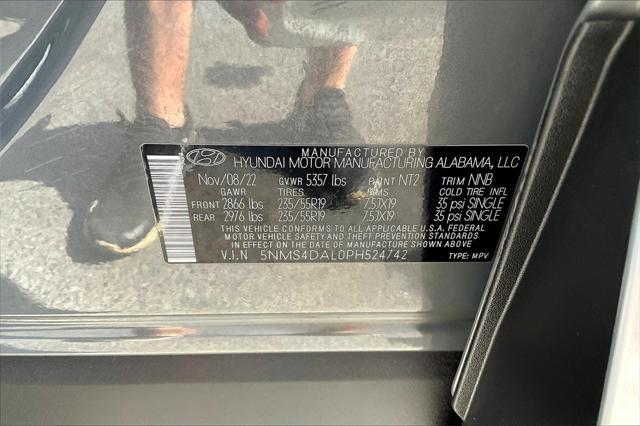 MANUFACTURED BY
HYUNDAI MOTOR MANUFACTURING ALABAMA, LLC
Nov/08/22 GVWR 5357 lbs PAINT NT2 TRIM NNB
GAWR TIRES RIMS COLD TIRE INFL
FRONT 2866 lbs 235/55R19 7.5JX19 35 psi SINGLE
REAR 2976 lbs 235/55R19 7.5JX19 35 psi SINGLE
THIS VEHICLE CONFORMS TO ALL APPLICABLE U.S. FEDERAL
MOTOR VEHICLE SAFETY AND THEFT PREVENTION STANDARDS
IN EFFECT ON THE DATE OF MANUFACTURE SHOWN ABOVE
V.I.N 5NMS4DAL0PH524742 TYPE: MPV